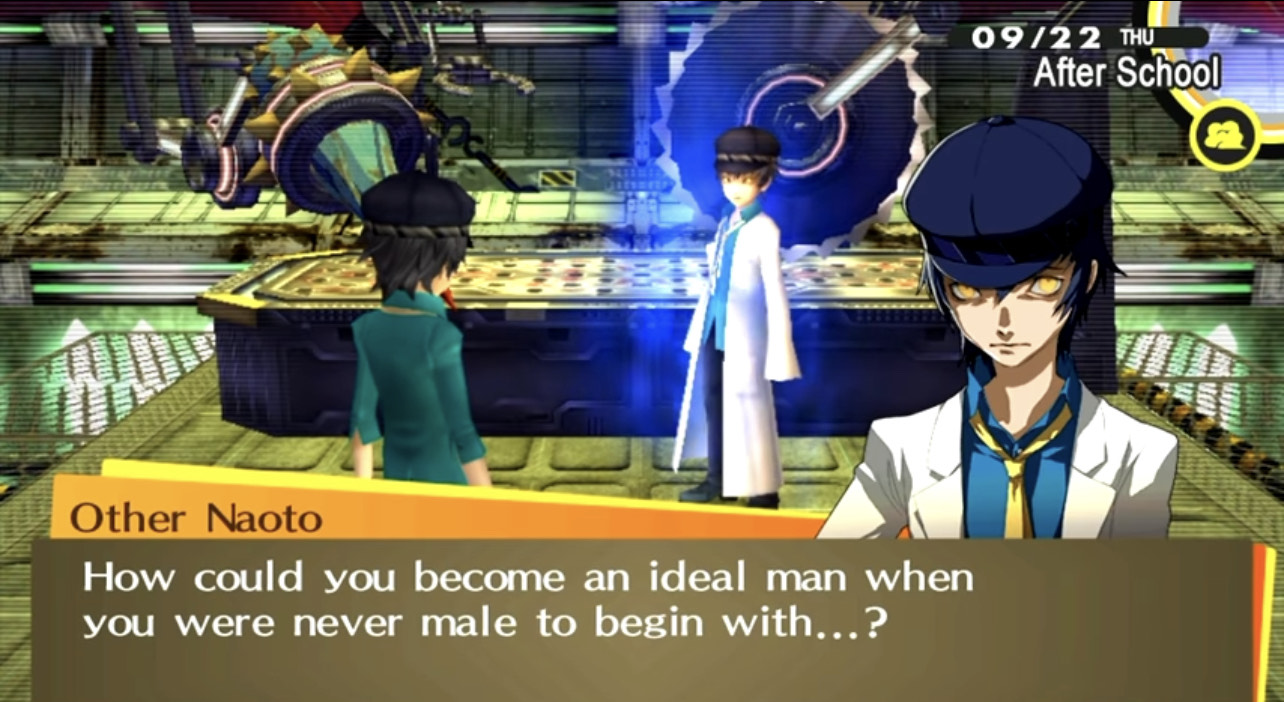 09/22 THU
After School
Other Naoto
How could you become an ideal man when
you were never male to begin with...?